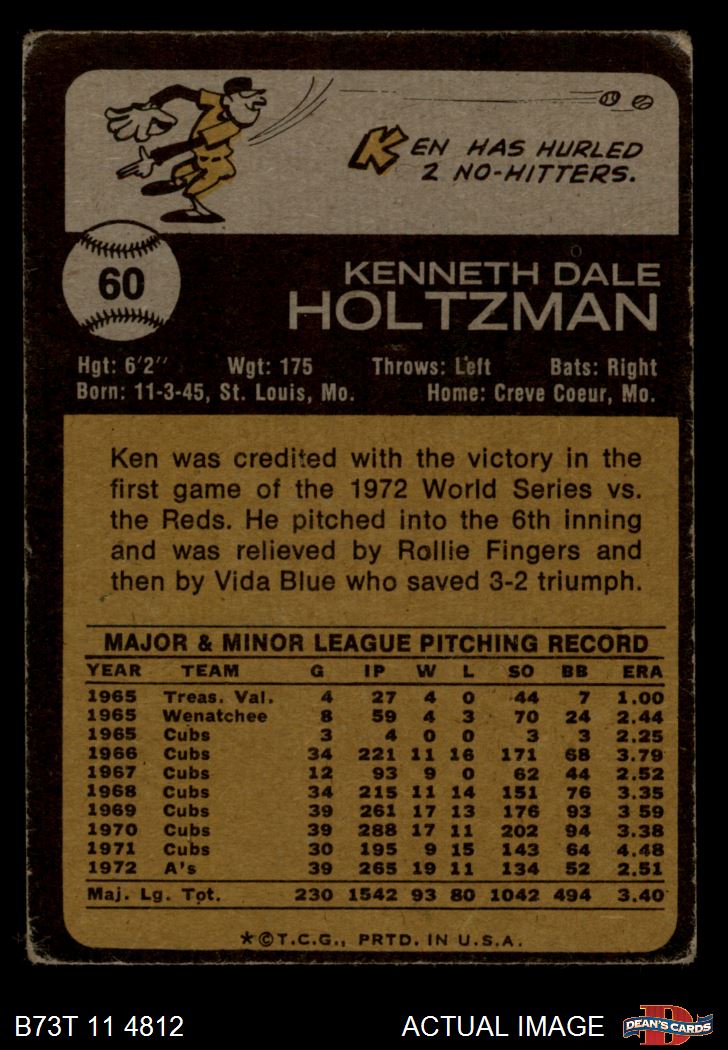 KEN HAS HURLED
2 NO-HITTERS.
60
KENNETH DALE
HOLTZMAN
Hgt: 6'2" Wgt: 175 Throws: Left Bats: Right
Born: 11-3-45, St. Louis, Mo. Home: Creve Coeur, Mo.
Ken was credited with the victory in the
first game of the 1972 World Series vs.
the Reds. He pitched into the 6th inning
and was relieved by Rollie Fingers and
then by Vida Blue who saved 3-2 triumph.
MAJOR & MINOR LEAGUE PITCHING RECORD
YEAR TEAM G IP W L SO BB ERA
1965 Treas. Val. 4 27 4 0 44 7 1.00
1965 Wenatchee 8 59 4 3 70 24 2.44
1965 Cubs 3 4 0 0 3 3 2.25
1966 Cubs 34 221 11 16 171 68 3.79
1967 Cubs 12 93 9 0 62 44 2.52
1968 Cubs 34 215 11 14 151 76 3.35
1969 Cubs 39 261 17 13 176 93 3 59
1970 Cubs 39 288 17 11 202 94 3.38
1971 Cubs 30 195 9 15 143 64 4.48
1972 A's 39 265 19 11 134 52 2.51
Maj. Lg. Tot. 230 1542 93 80 1042 494 3.40
*©T.C.G., PRTD. IN U.S.A.
B73T 11 4812 ACTUAL IMAGE D DEAN'S CARDS